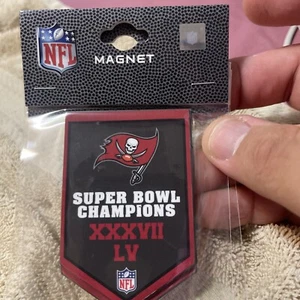 NFL
MAGNET
SUPER BOWL
CHAMPIONS
XXXVII
LV
NFL